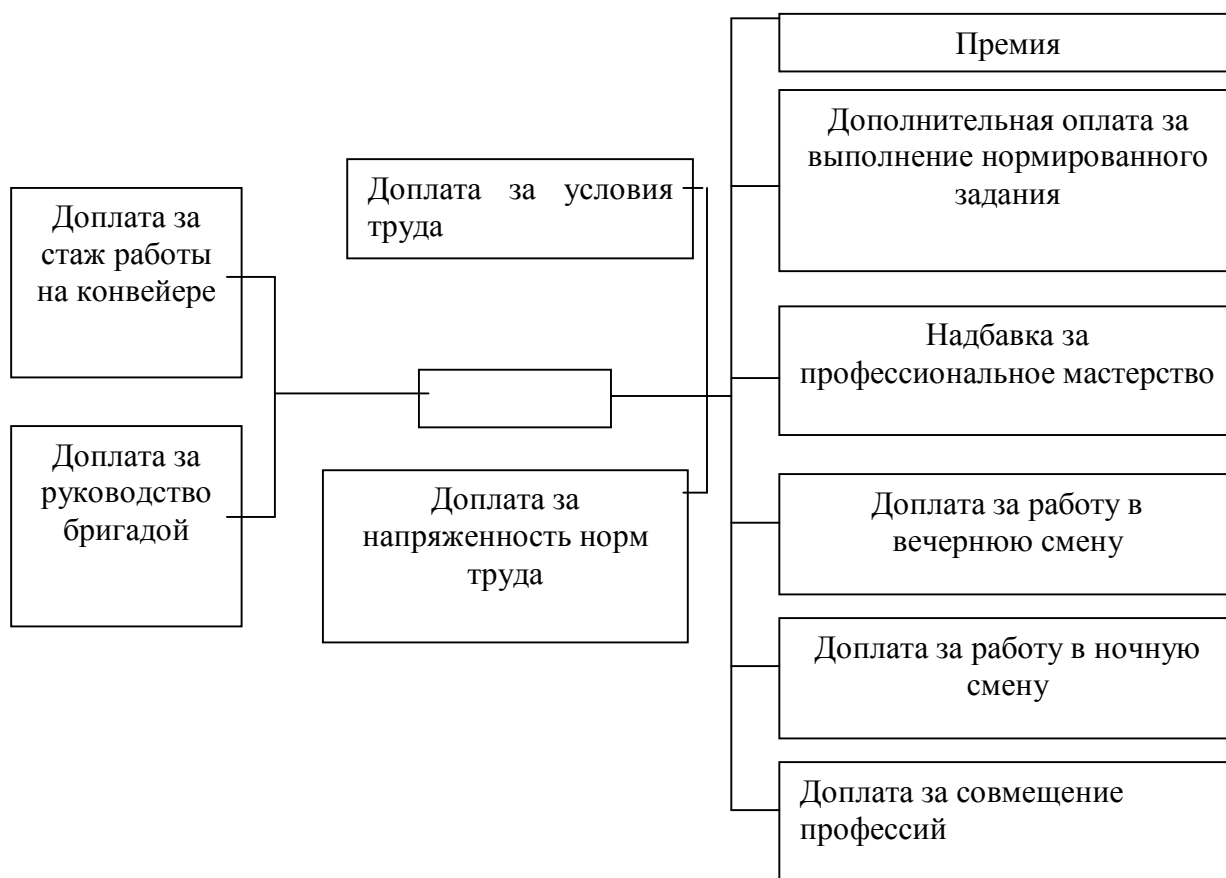 Премия
Дополнительная оплата за
выполнение нормированного
задания
Доплата за условия
труда
Доплата за
стаж работы
на конвейере
Надбавка за
профессиональное мастерство
Доплата за
руководство
бригадой
Доплата за
напряженность норм
труда
Доплата за работу в
вечернюю смену
Доплата за работу в ночную
смену
Доплата за совмещение
профессий